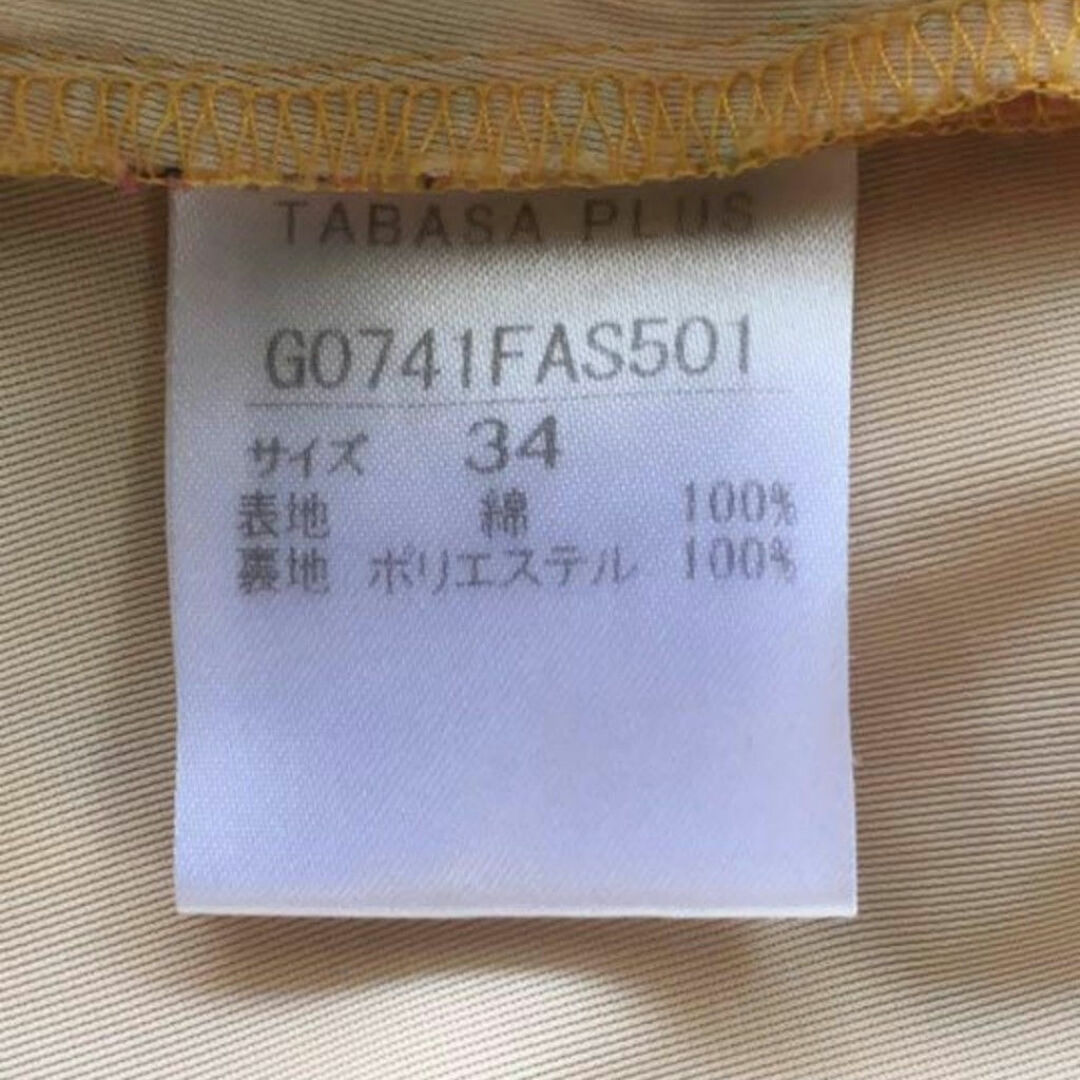 TABASA PLUS
G0741FAS501
サイズ 34
表地 綿 100%
裏地 ポリエステル 100%